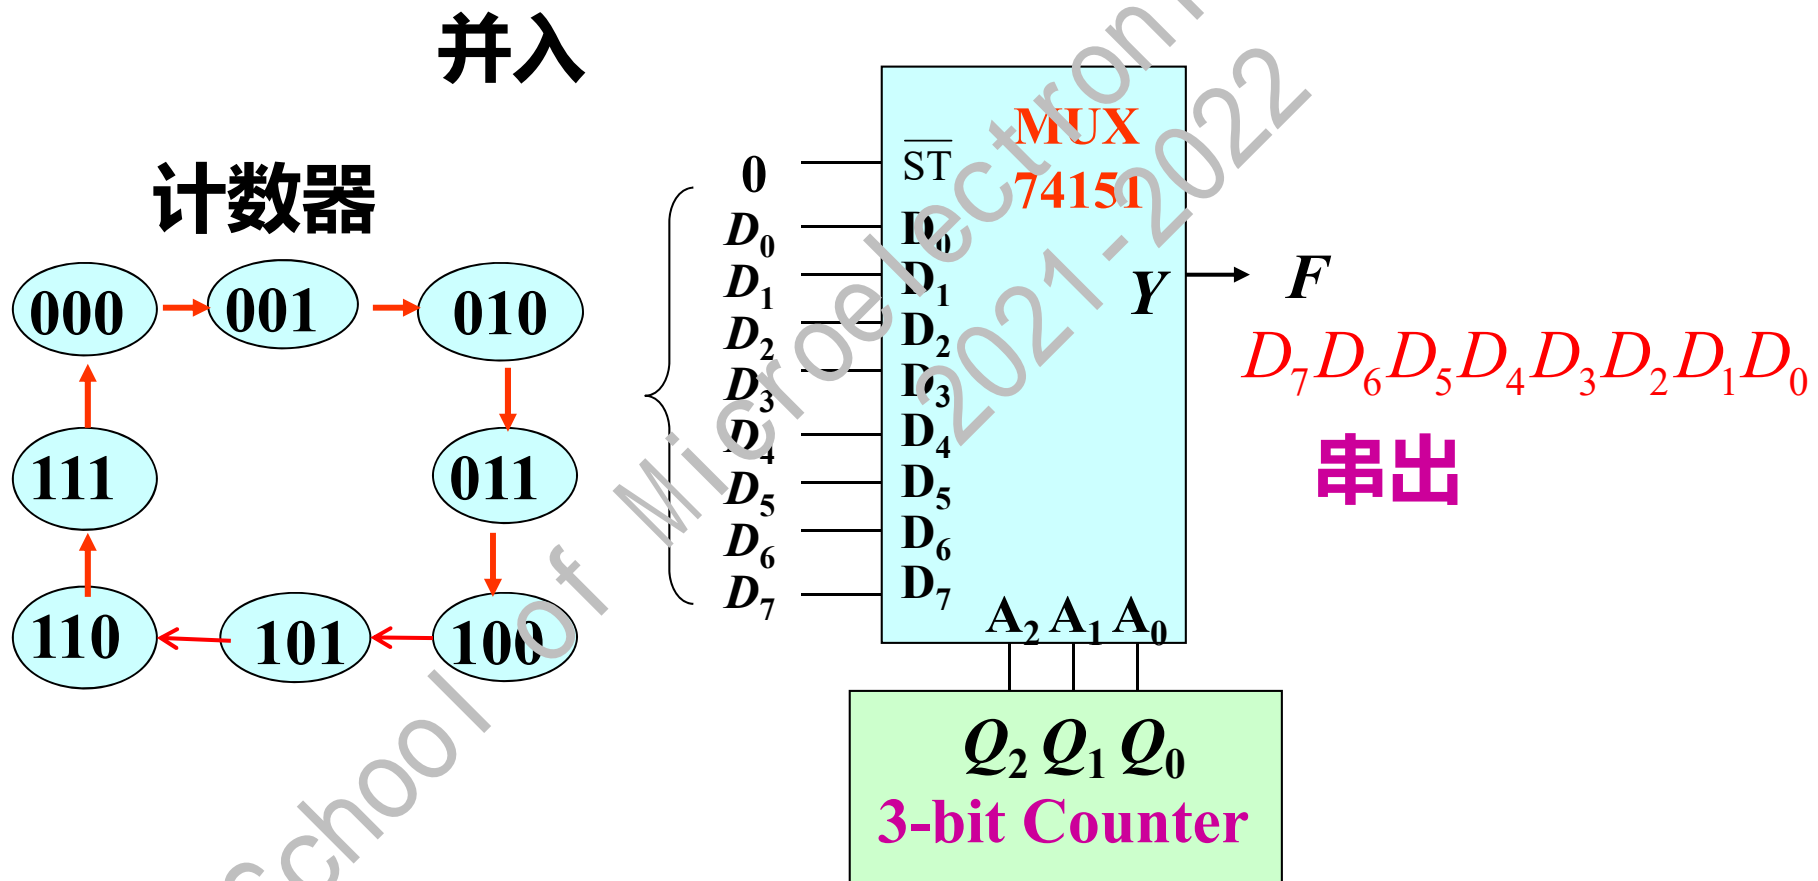 并入
计数器
000
001
010
011
100
101
110
111
0
D0
D1
D2
D3
D4
D5
D6
D7
MUX
74151
ST
D0
D1
D2
D3
D4
D5
D6
D7
Y
A2 A1 A0
F
D7D6D5D4D3D2D1D0
串出
Q2 Q1 Q0
3-bit Counter
School of Microelectron
2021-2022